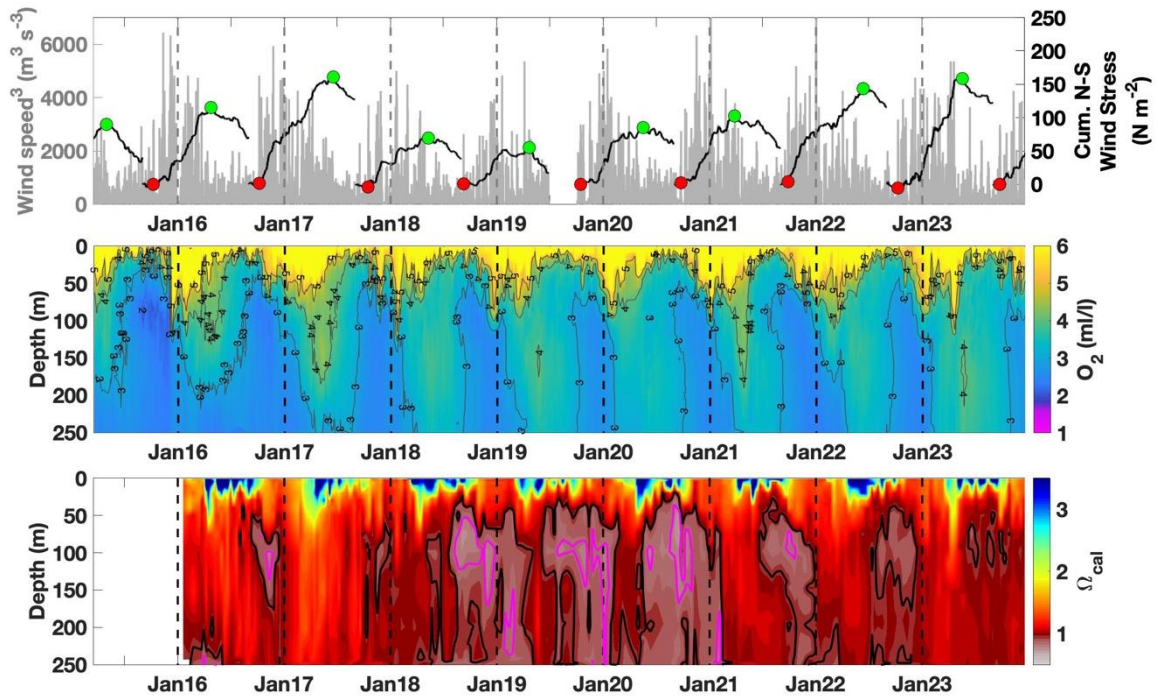 Wind speed³ (m³ s⁻³)
6000
4000
2000
0
250
200
150
100
50
0
Cum. N-S
Wind Stress
(N m⁻²)
Jan16 Jan17 Jan18 Jan19 Jan20 Jan21 Jan22 Jan23
Depth (m)
0
50
100
150
200
250
6
5
4
3
2
1
O₂ (ml/l)
Jan16 Jan17 Jan18 Jan19 Jan20 Jan21 Jan22 Jan23
Depth (m)
0
50
100
150
200
250
3
2
1
Ω cal
Jan16 Jan17 Jan18 Jan19 Jan20 Jan21 Jan22 Jan23